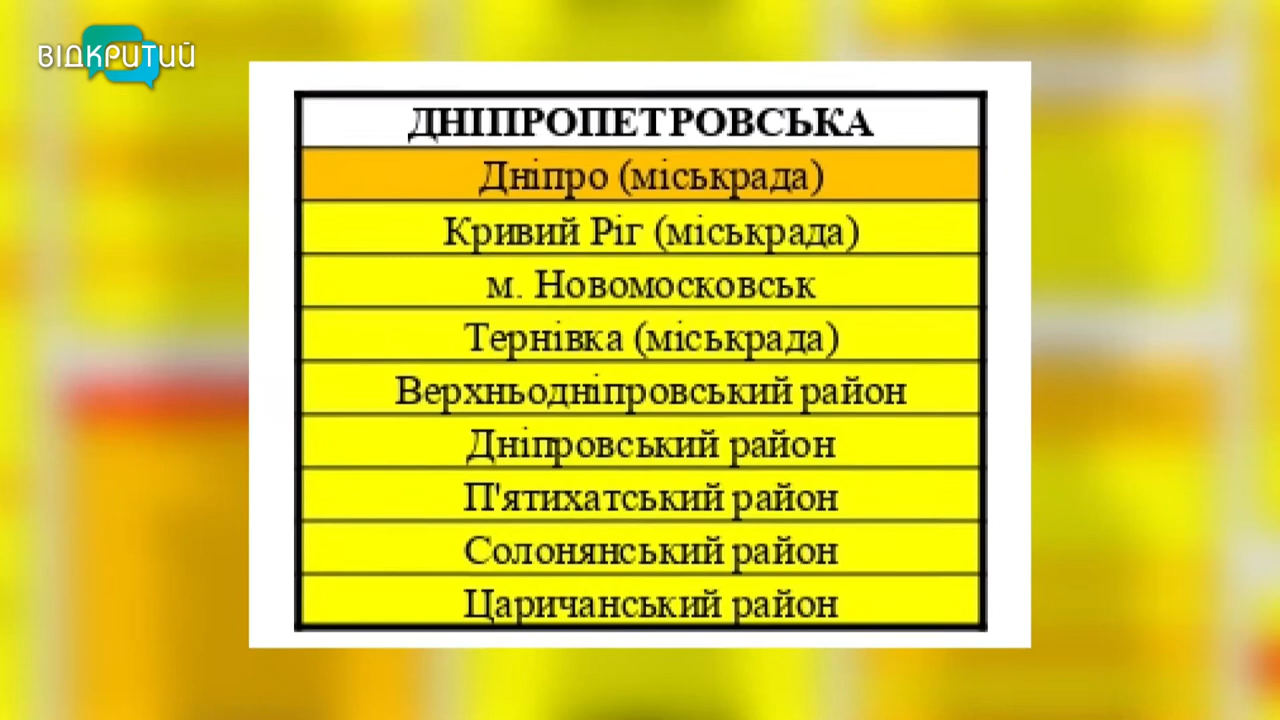 ВІДКРИТИЙ
ДНІПРОПЕТРОВСЬКА
Дніпро (міськрада)
Кривий Ріг (міськрада)
м. Новомосковськ
Тернівка (міськрада)
Верхньодніпровський район
Дніпровський район
П'ятихатський район
Солонянський район
Царичанський район